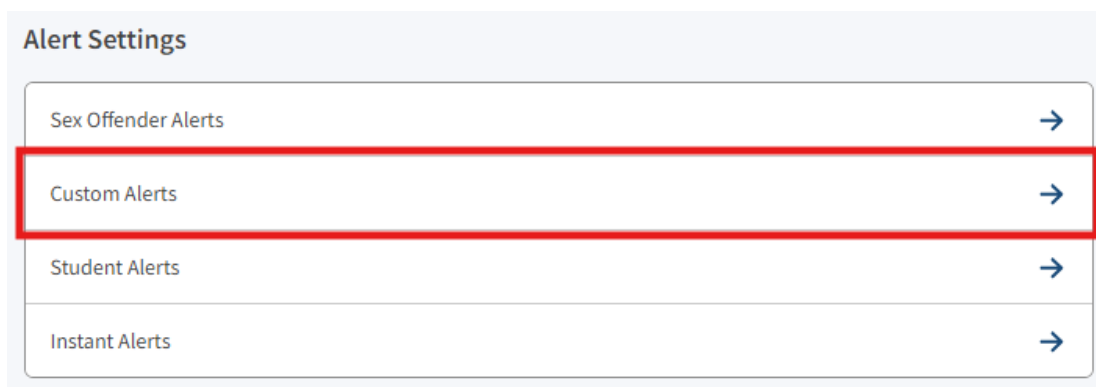 Alert Settings
Sex Offender Alerts
Custom Alerts
Student Alerts
Instant Alerts